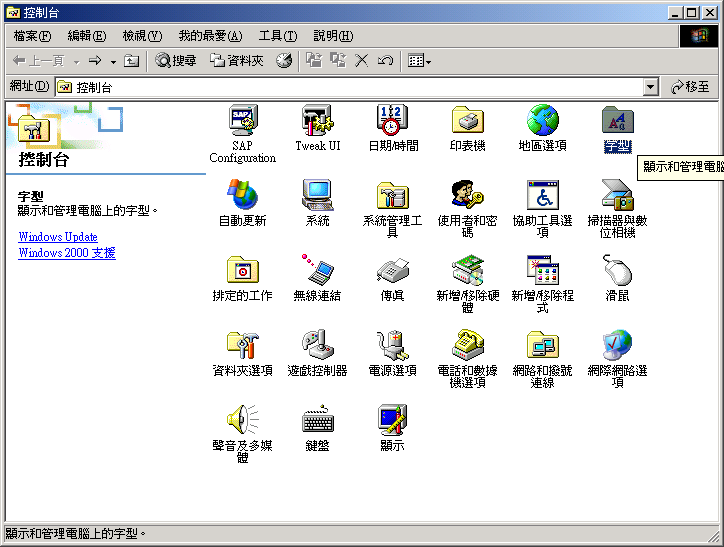 控制台
檔案(F) 編輯(E) 檢視(V) 我的最愛(A) 工具(T) 說明(H)
上一頁 搜尋 資料夾
網址(D) 控制台 移至
控制台
字型
顯示和管理電腦上的字型。
Windows Update
Windows 2000 支援
SAP
Configuration
Tweak UI
日期/時間
印表機
地區選項
字型
顯示和管理電腦
自動更新
系統
系統管理工
具
使用者和密
碼
協助工具選
項
掃描器與數
位相機
排定的工作
無線連結
傳真
新增/移除硬
體
新增/移除程
式
滑鼠
資料夾選項
遊戲控制器
電源選項
電話和數據
機選項
網路和撥號
連線
網際網路選
項
聲音及多媒
體
鍵盤
顯示
顯示和管理電腦上的字型。